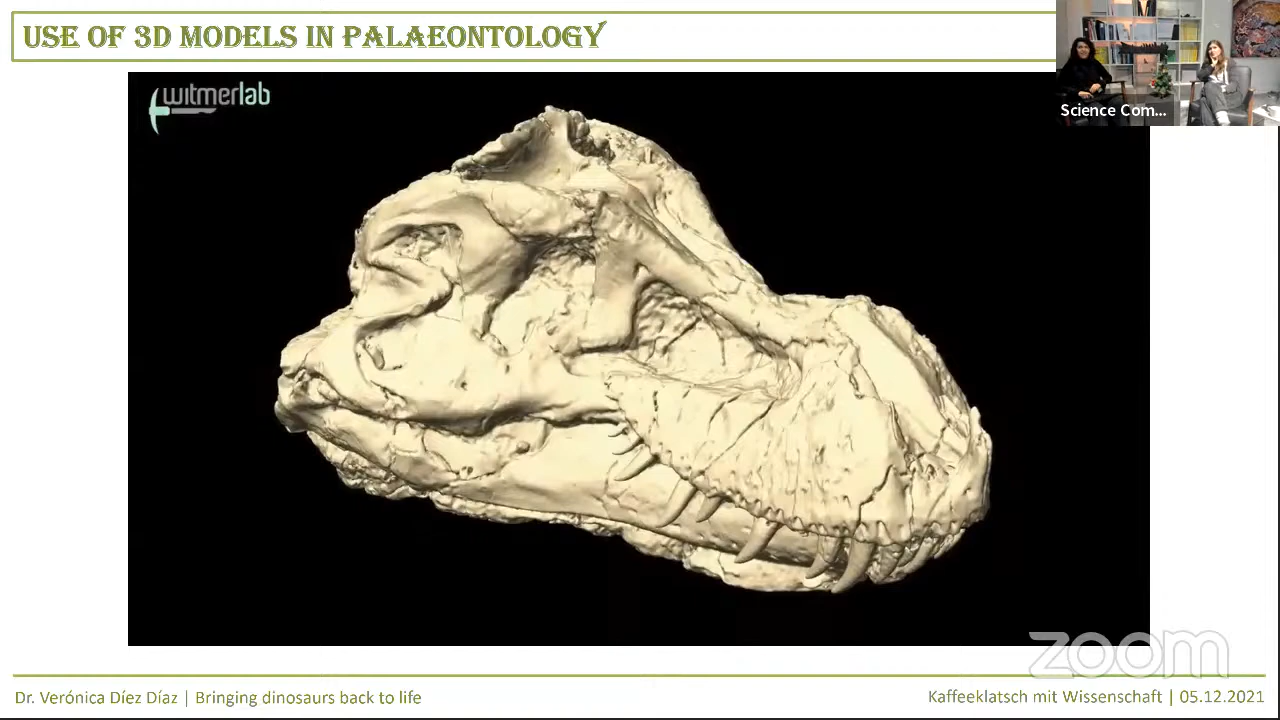 USE OF 3D MODELS IN PALAEONTOLOGY
witmerlab
Science Com...
zoom
Dr. Verónica Díez Díaz | Bringing dinosaurs back to life
Kaffeeklatsch mit Wissenschaft | 05.12.2021